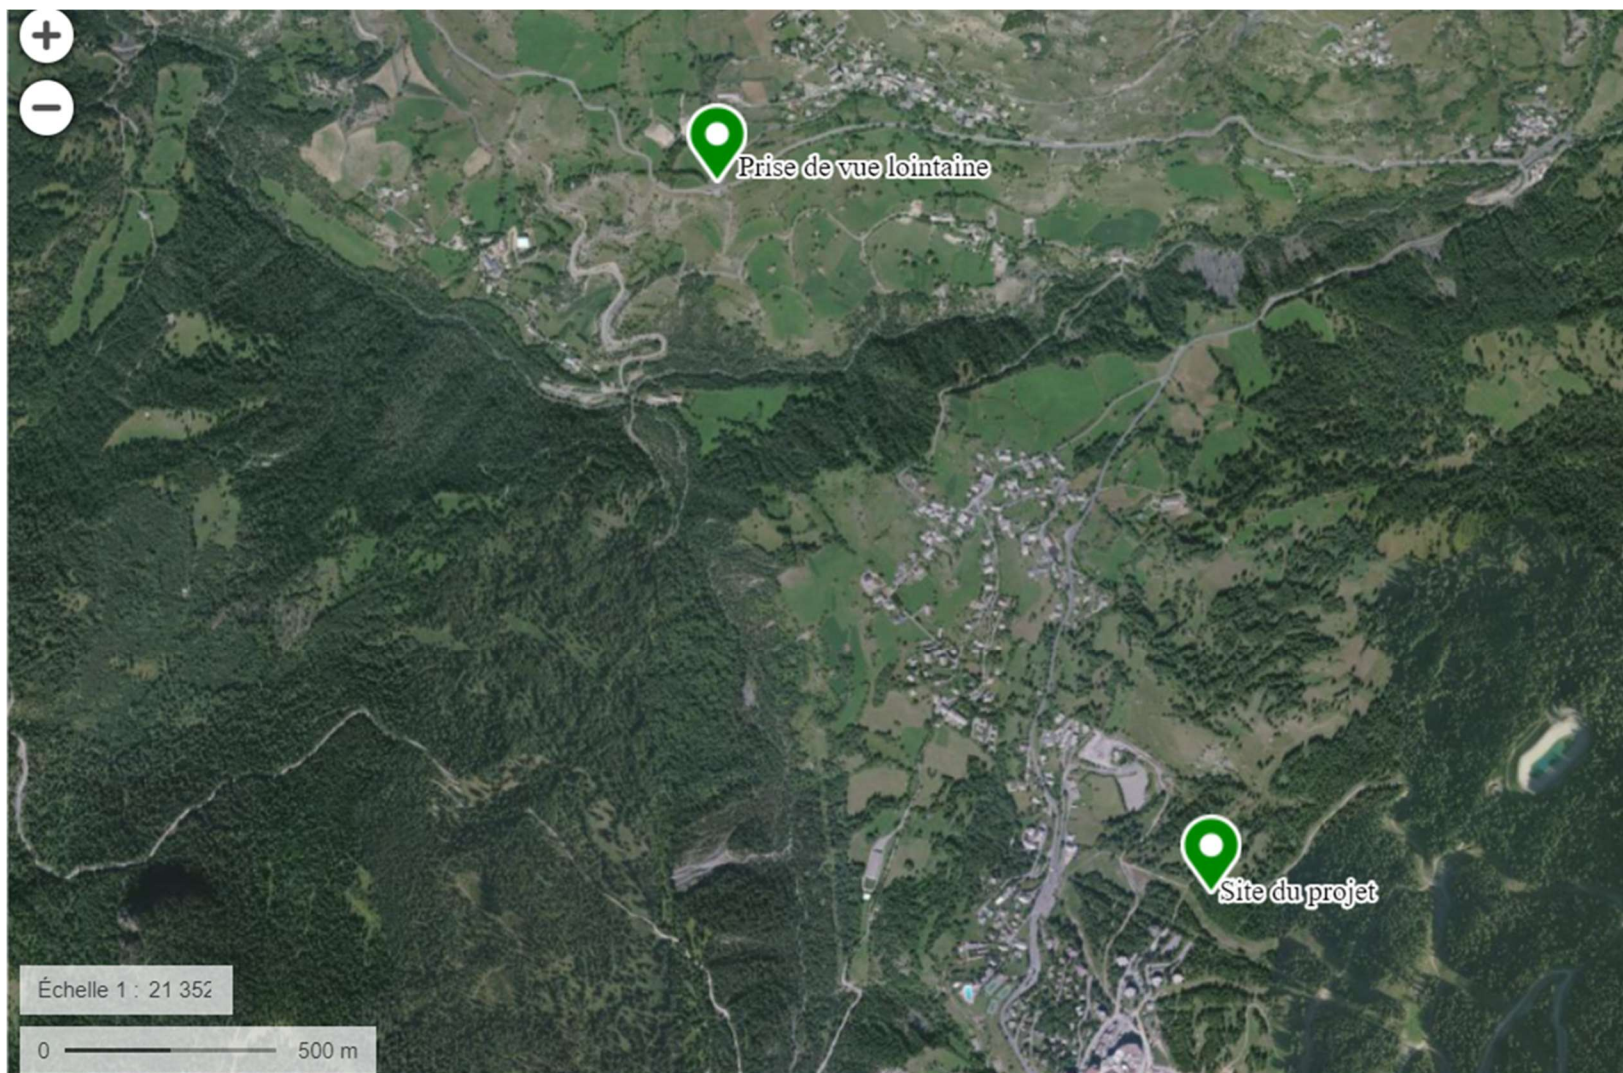 +
−
Prise de vue lointaine
Site du projet
Échelle 1 : 21 352
0 500 m